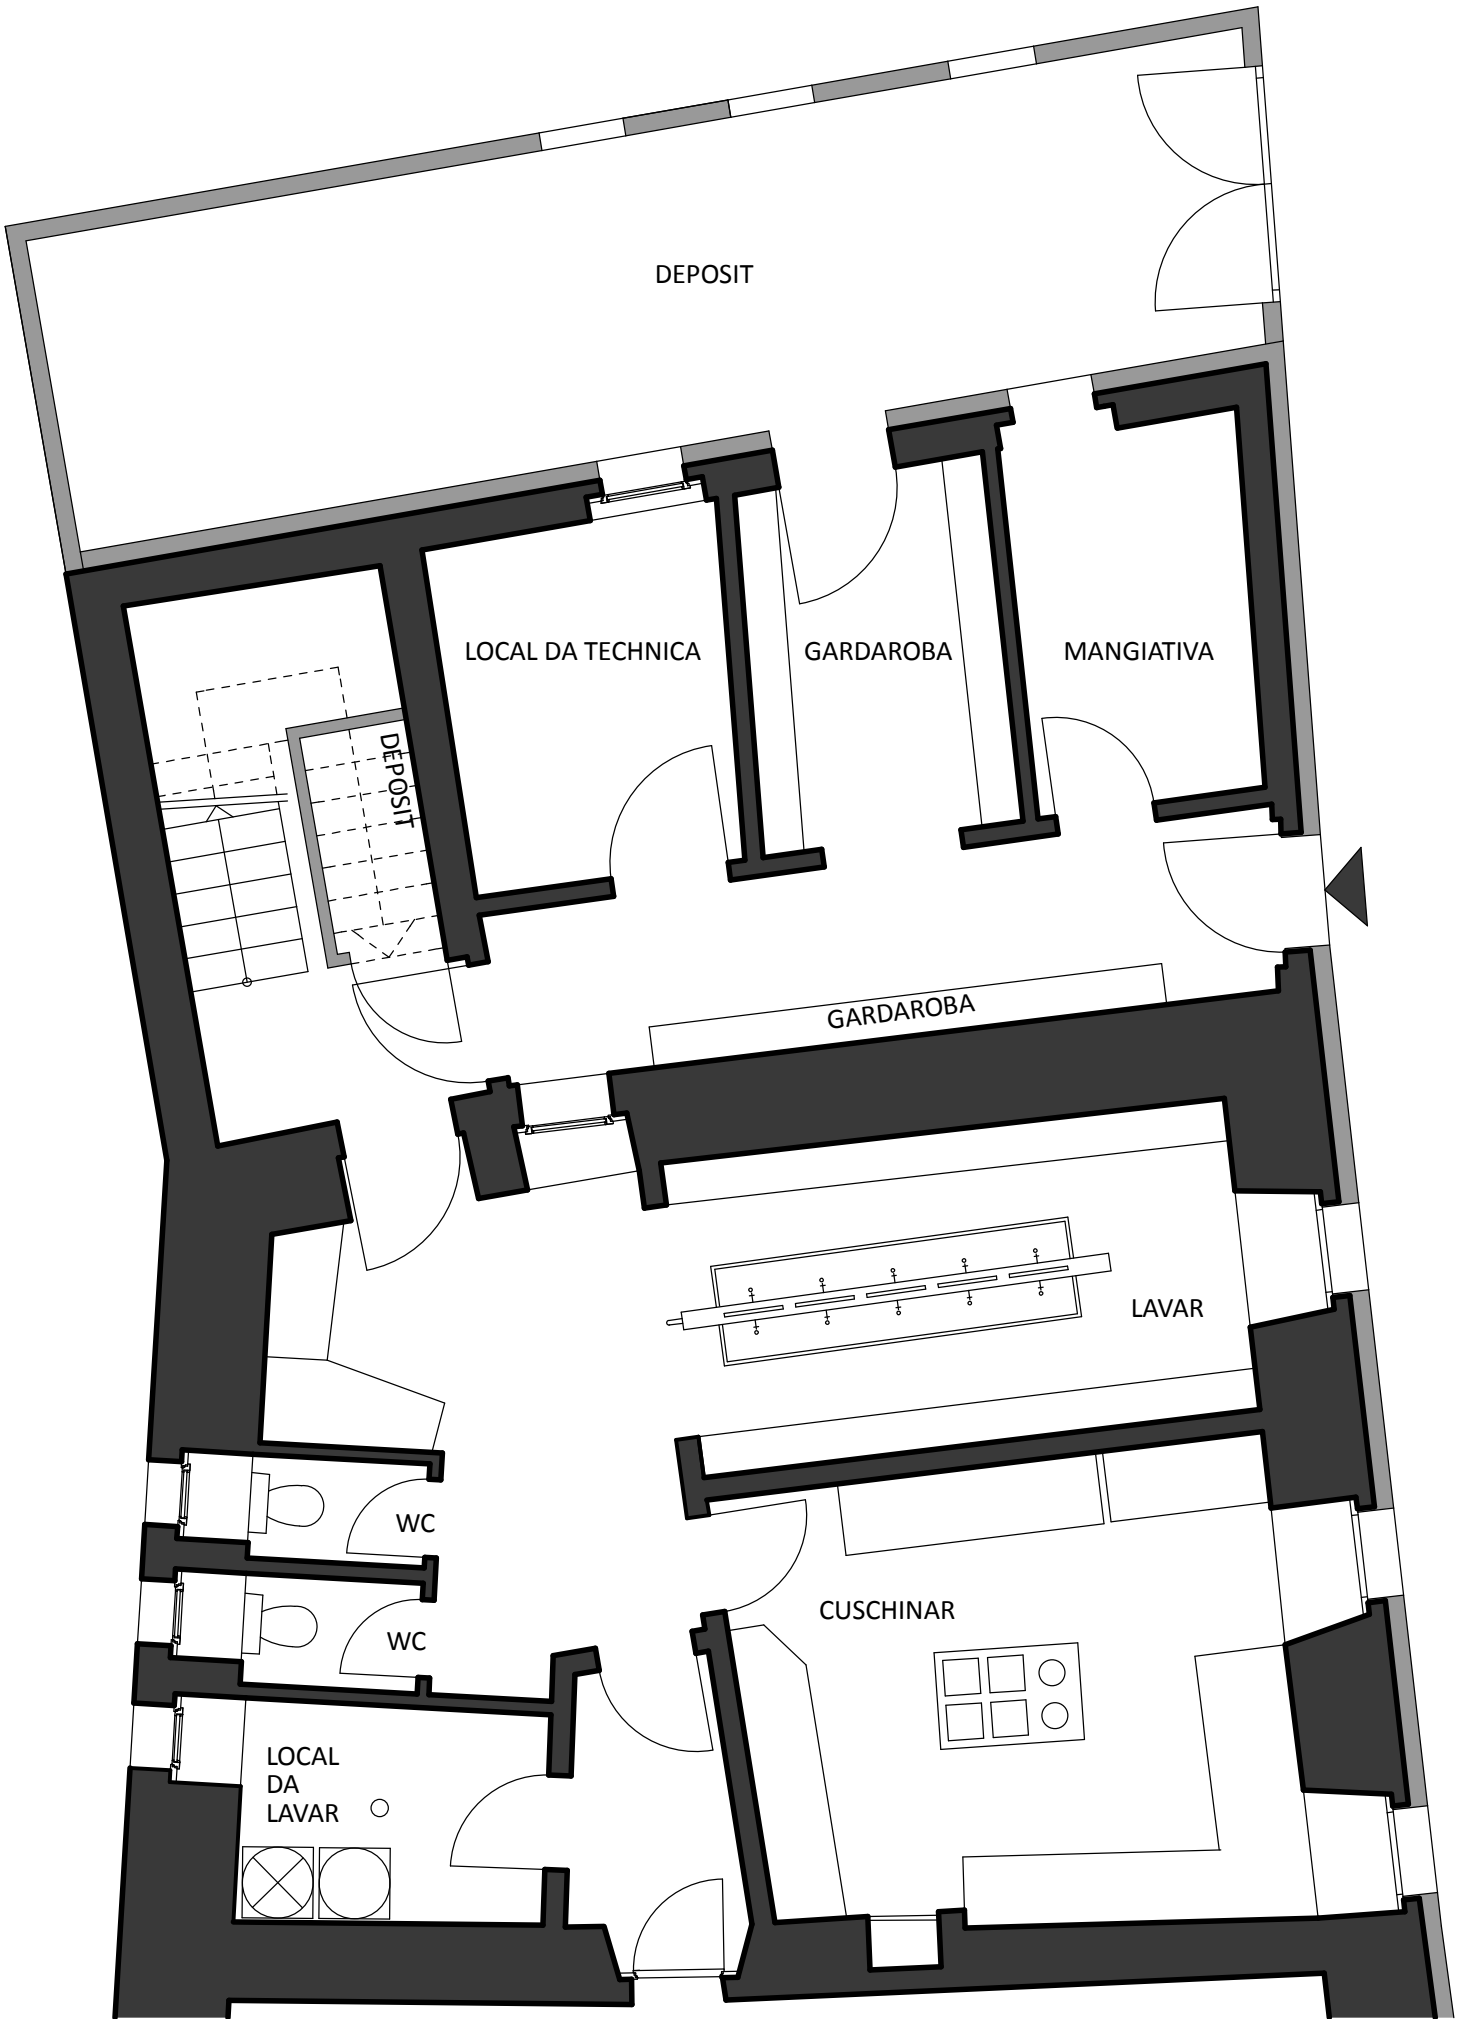 DEPOSIT
LOCAL DA TECHNICA
GARDAROBA
MANGIATIVA
DEPOSIT
GARDAROBA
LAVAR
WC
CUSCHINAR
WC
LOCAL
DA
LAVAR